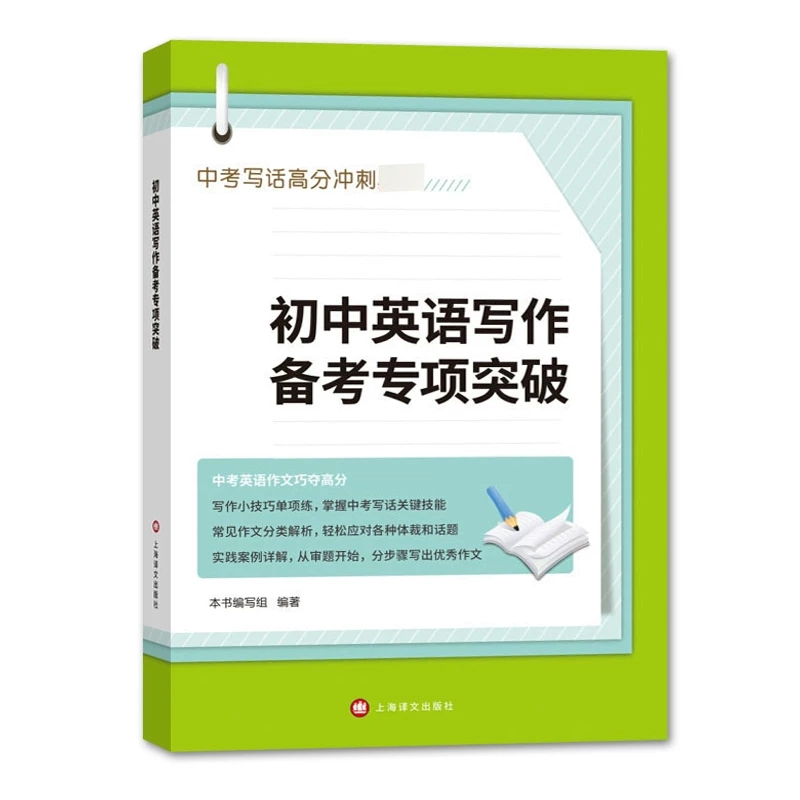 中考写话高分冲刺
初中英语写作
备考专项突破
中考英语作文巧夺高分
写作小技巧单项练，掌握中考写话关键技能
常见作文分类解析，轻松应对各种体裁和话题
实践案例详解，从审题开始，分步骤写出优秀作文
本书编写组 编著
上海译文出版社
初中英语写作备考专项突破
上海译文出版社